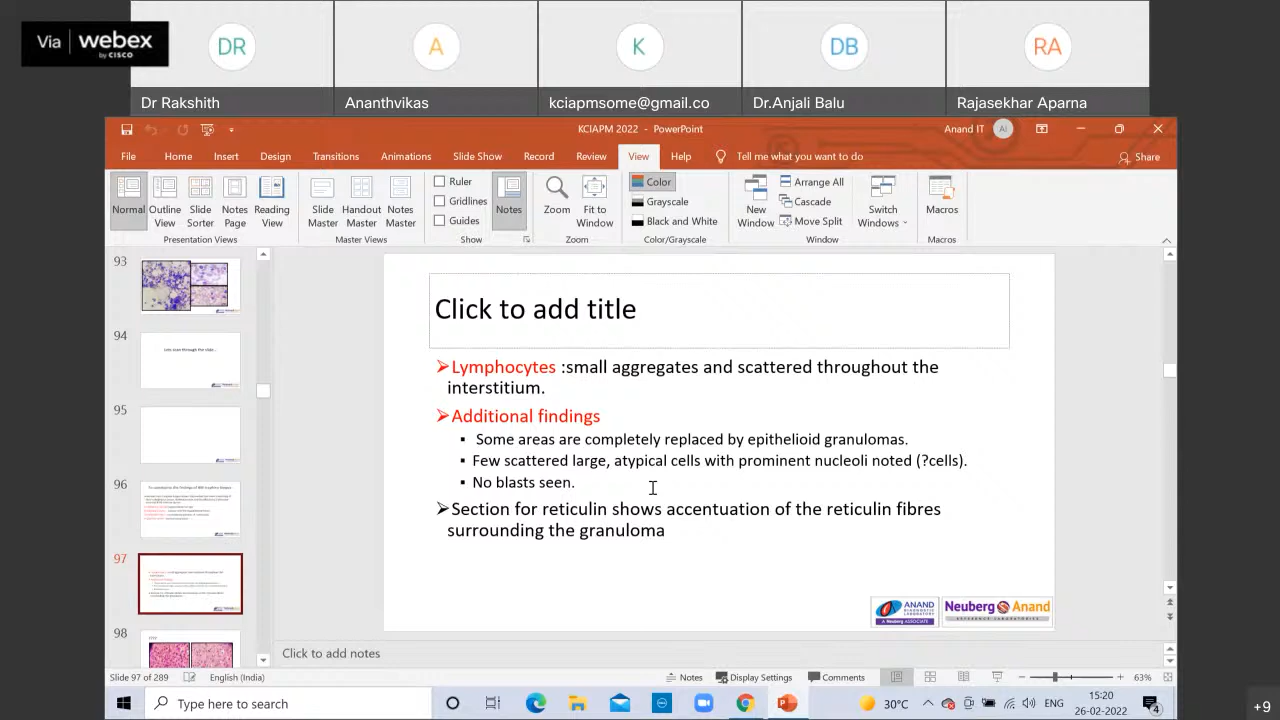 Via webex
by CISCO
DR
A
K
DB
RA
Dr Rakshith
Ananthvikas
kciapmsome@gmail.co
Dr.Anjali Balu
Rajasekhar Aparna
KCIAPM 2022 - PowerPoint
Anand IT
AI
File Home Insert Design Transitions Animations Slide Show Record Review View Help Tell me what you want to do
Share
Normal
Outline View
Slide Sorter
Notes Page
Reading View
Presentation Views
Slide Master
Handout Master
Notes Master
Master Views
Ruler
Gridlines
Guides
Show
Notes
Zoom
Fit to Window
Zoom
Color
Grayscale
Black and White
Color/Grayscale
New Window
Arrange All
Cascade
Move Split
Switch Windows
Window
Macros
Macros
93
94
95
96
97
98
????
Click to add title
Lymphocytes :small aggregates and scattered throughout the
interstitium.
Additional findings
Some areas are completely replaced by epithelioid granulomas.
Few scattered large, atypical cells with prominent nucleoli noted (?cells).
No blasts seen.
Section for reticulin shows accentuation of the reticulin fibres
surrounding the granuloma
ANAND
DIAGNOSTIC
LABORATORY
A Neuberg ASSOCIATE
Neuberg Anand
REFERENCE LABORATORIES
Click to add notes
Slide 97 of 289
English (India)
Notes
Display Settings
Comments
63%
Type here to search
30°C
ENG
15:20
26-02-2022
4
+9